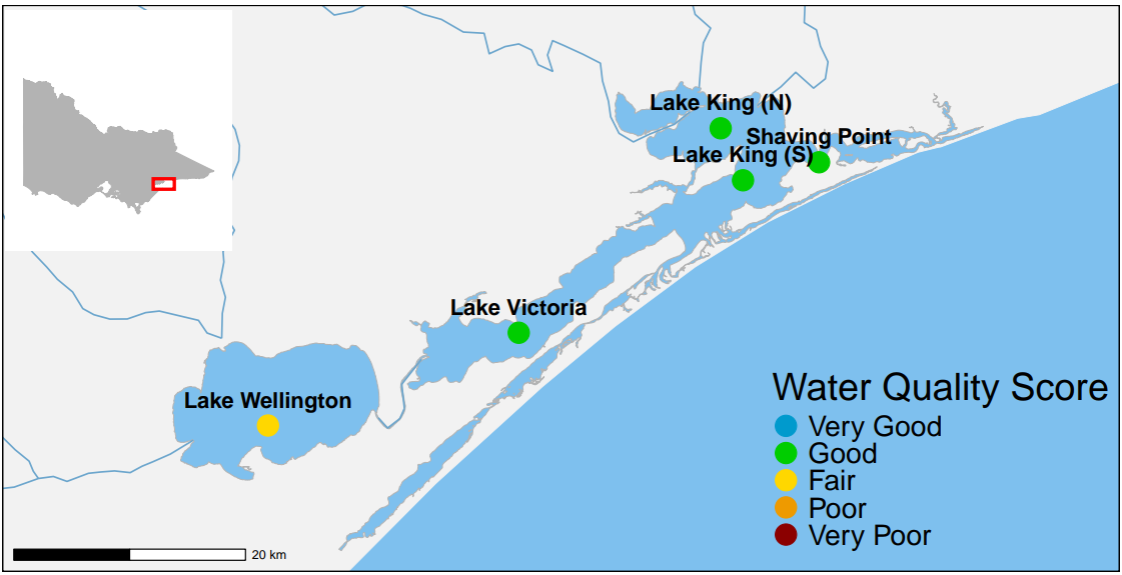 Lake King (N)
Shaving Point
Lake King (S)
Lake Victoria
Lake Wellington
Water Quality Score
Very Good
Good
Fair
Poor
Very Poor
20 km